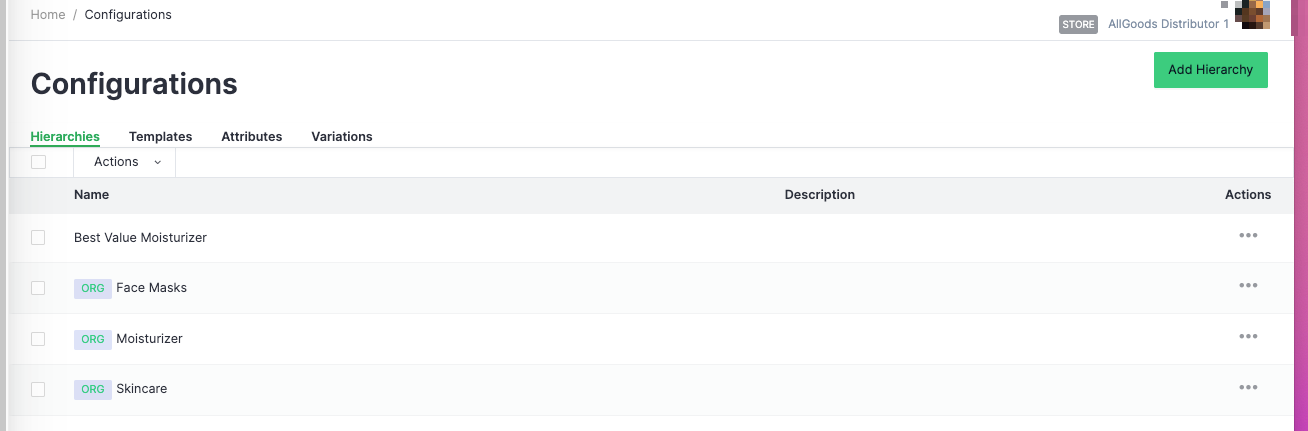 Home / Configurations
STORE AllGoods Distributor 1
Configurations
Add Hierarchy
Hierarchies Templates Attributes Variations
Actions
Name Description Actions
Best Value Moisturizer
ORG Face Masks
ORG Moisturizer
ORG Skincare